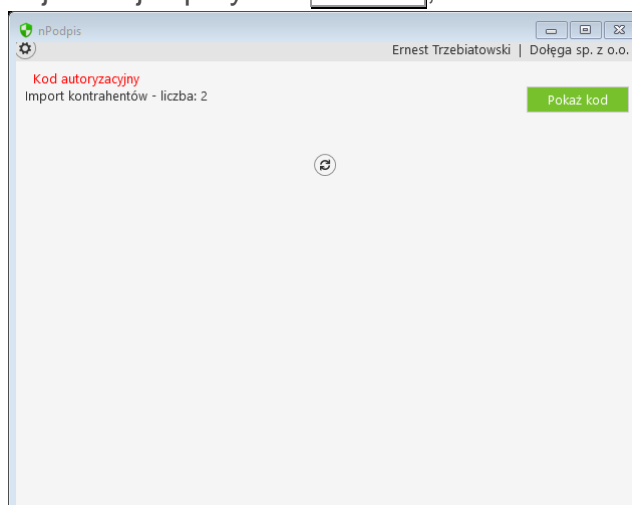 nPodpis
Ernest Trzebiatowski | Dołęga sp. z o.o.
Kod autoryzacyjny
Import kontrahentów - liczba: 2
Pokaż kod